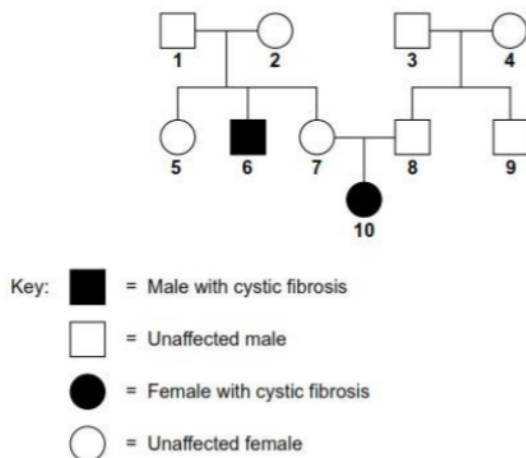 1 2 3 4
5 6 7 8 9
10
Key: = Male with cystic fibrosis
= Unaffected male
= Female with cystic fibrosis
= Unaffected female